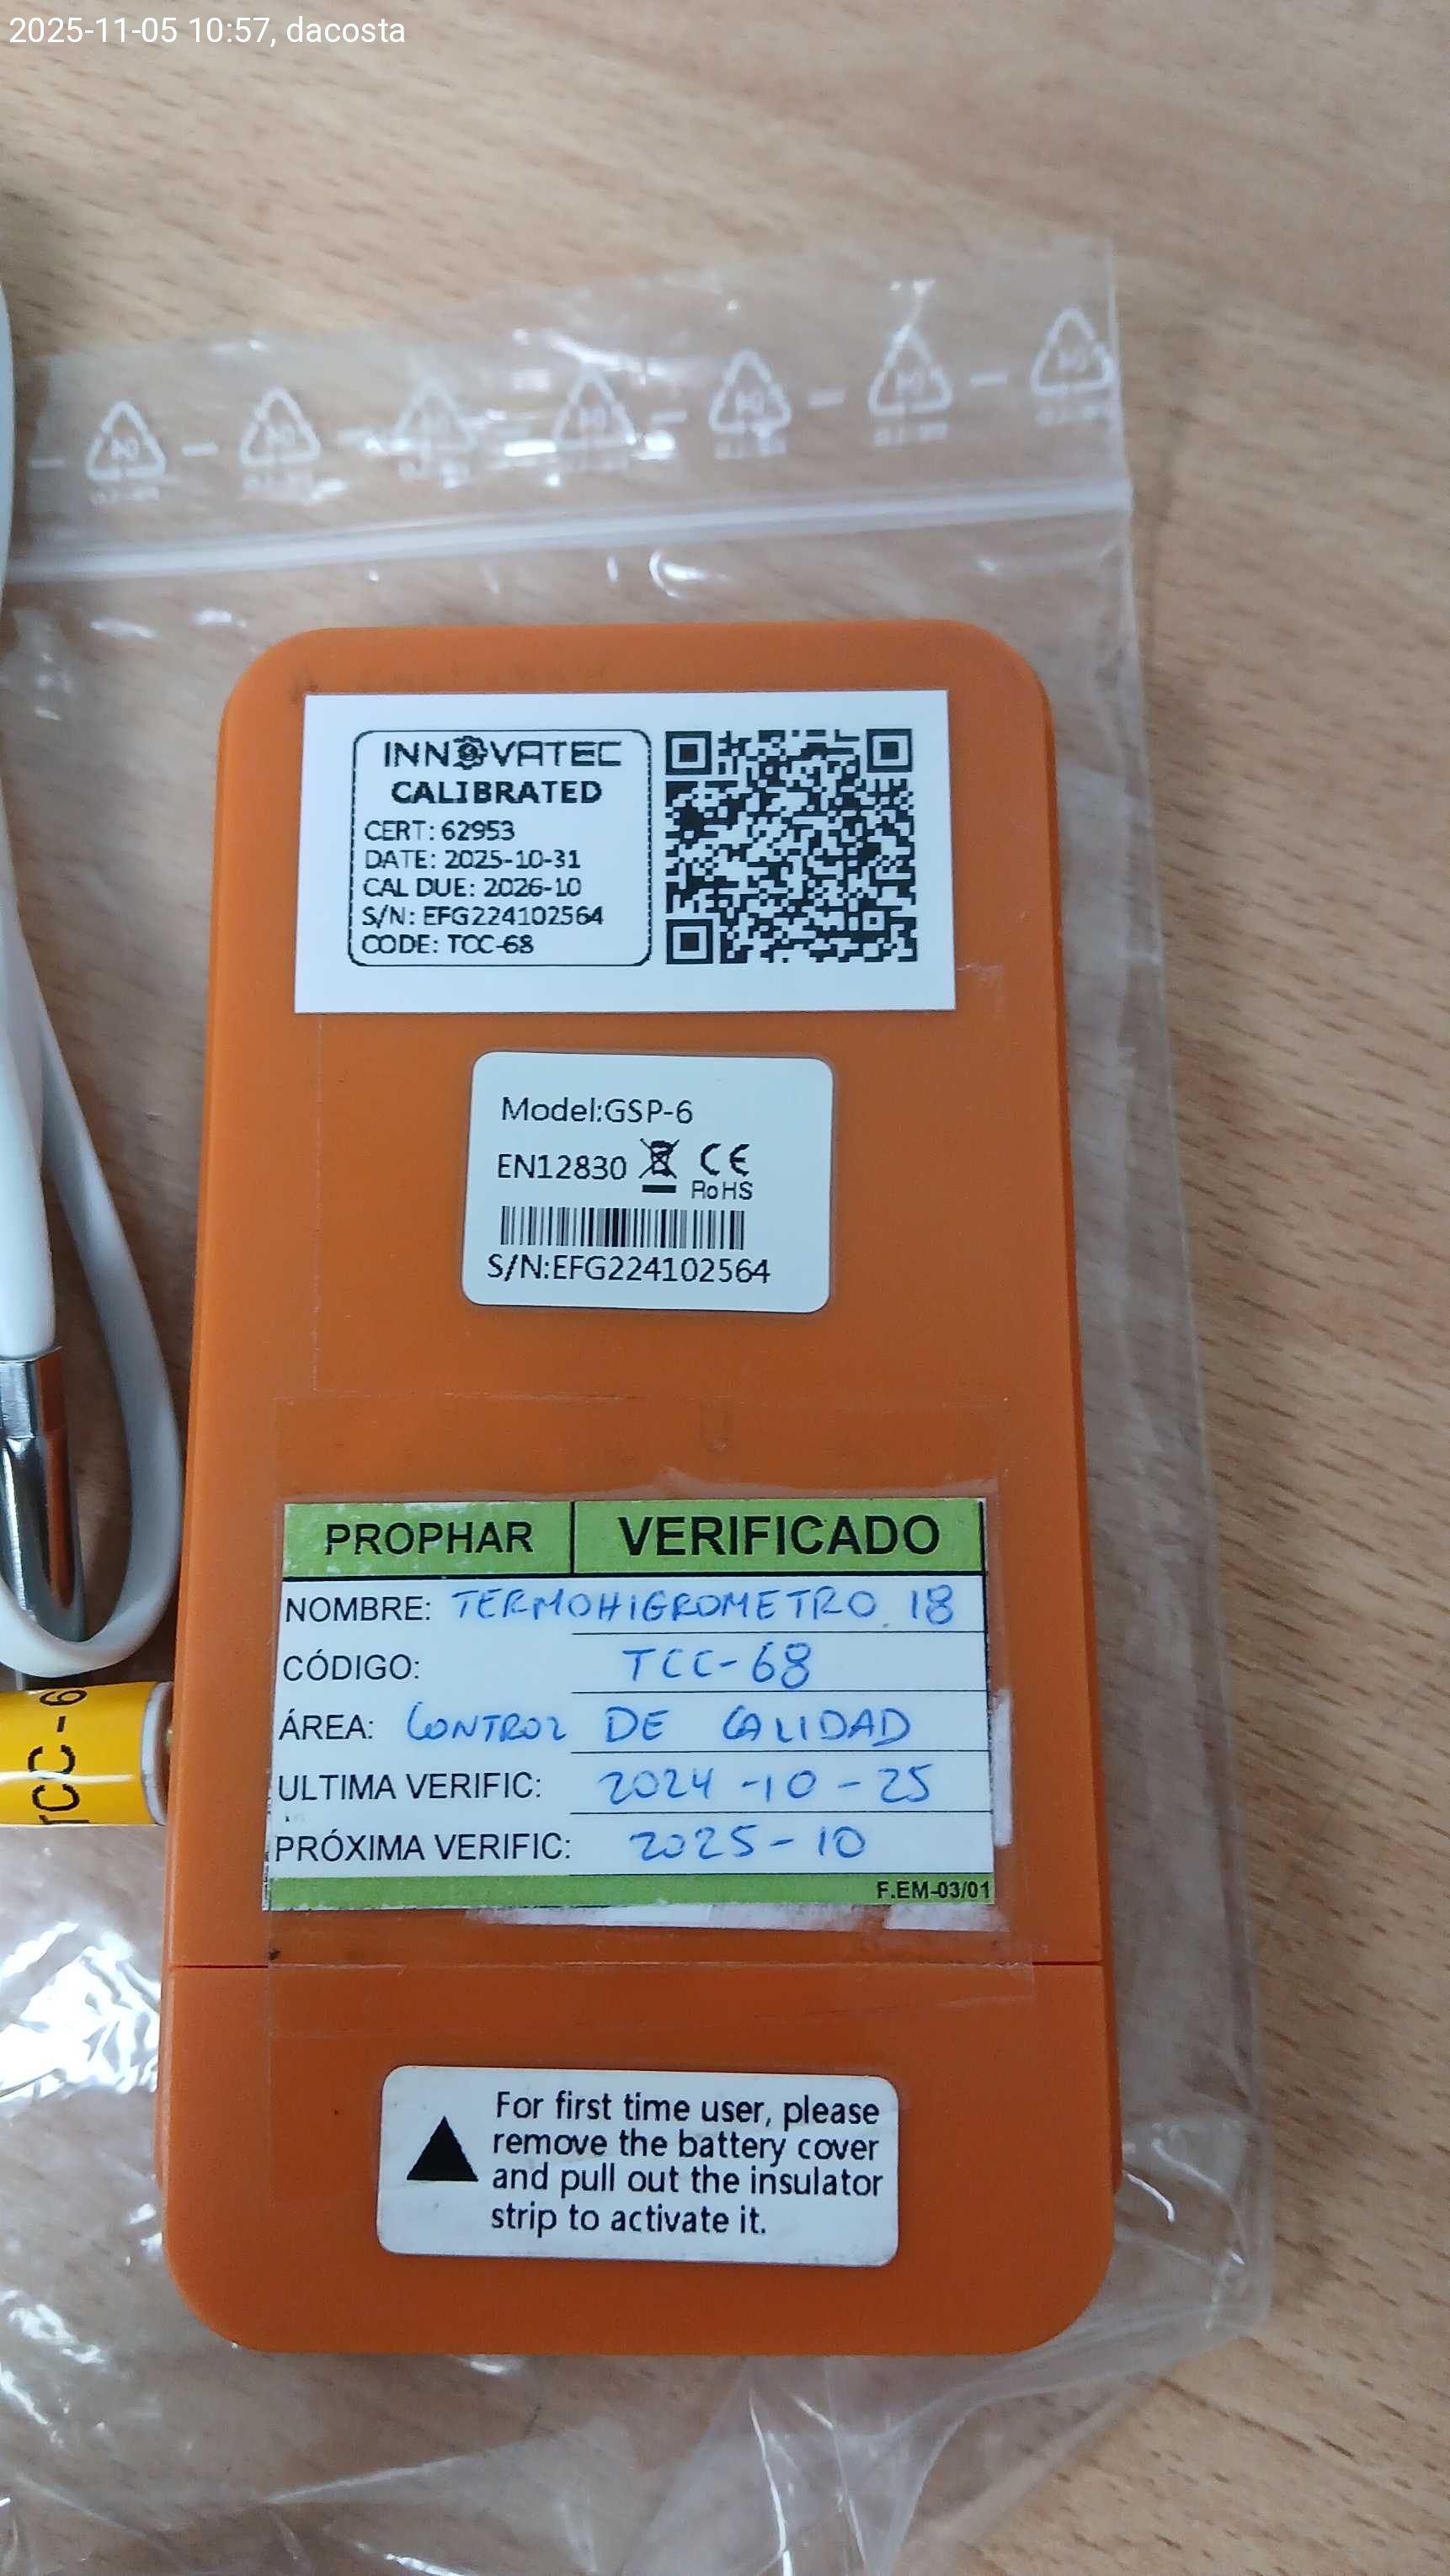 2025-11-05 10:57, dacosta
INNOVATEC
CALIBRATED
CERT: 62953
DATE: 2025-10-31
CAL DUE: 2026-10
S/N: EFG224102564
CODE: TCC-68
Model:GSP-6
EN12830 CE
RoHS
S/N:EFG224102564
PROPHAR VERIFICADO
NOMBRE: TERMOHIGROMETRO 18
CÓDIGO: TCC-68
ÁREA: CONTROL DE CALIDAD
ULTIMA VERIFIC: 2024-10-25
PRÓXIMA VERIFIC: 2025-10
F.EM-03/01
TCC-6
For first time user, please
remove the battery cover
and pull out the insulator
strip to activate it.